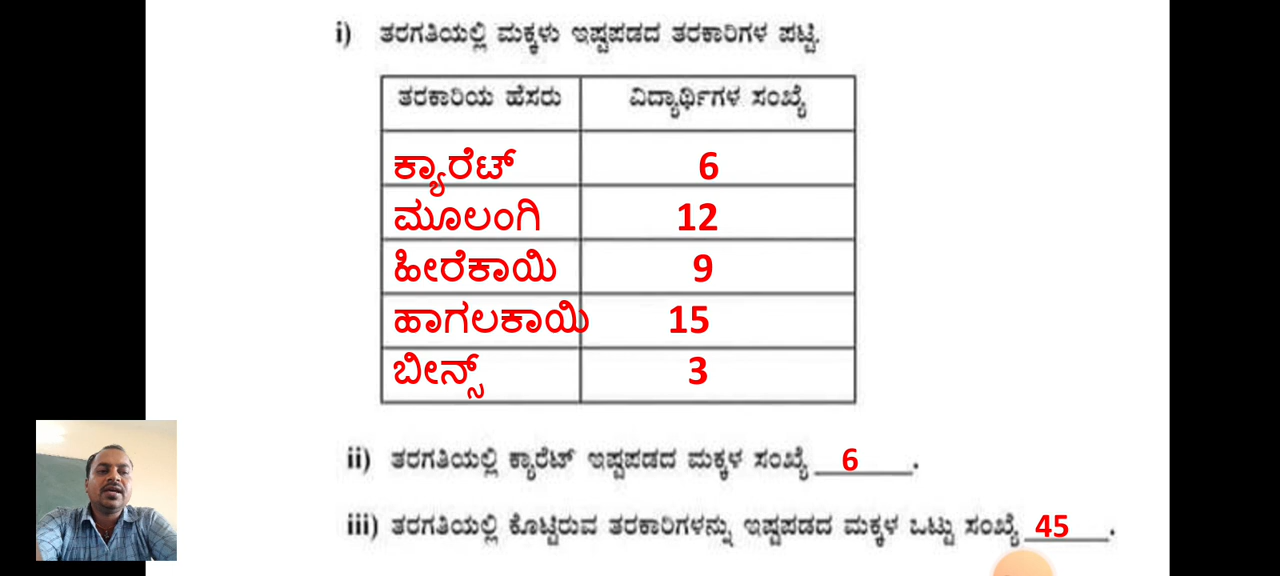 i) ತರಗತಿಯಲ್ಲಿ ಮಕ್ಕಳು ಇಷ್ಟಪಡದ ತರಕಾರಿಗಳ ಪಟ್ಟಿ.
ತರಕಾರಿಯ ಹೆಸರು ವಿದ್ಯಾರ್ಥಿಗಳ ಸಂಖ್ಯೆ
ಕ್ಯಾರೆಟ್ 6
ಮೂಲಂಗಿ 12
ಹೀರೆಕಾಯಿ 9
ಹಾಗಲಕಾಯಿ 15
ಬೀನ್ಸ್ 3
ii) ತರಗತಿಯಲ್ಲಿ ಕ್ಯಾರೆಟ್ ಇಷ್ಟಪಡದ ಮಕ್ಕಳ ಸಂಖ್ಯೆ 6.
iii) ತರಗತಿಯಲ್ಲಿ ಕೊಟ್ಟಿರುವ ತರಕಾರಿಗಳನ್ನು ಇಷ್ಟಪಡದ ಮಕ್ಕಳ ಒಟ್ಟು ಸಂಖ್ಯೆ 45.